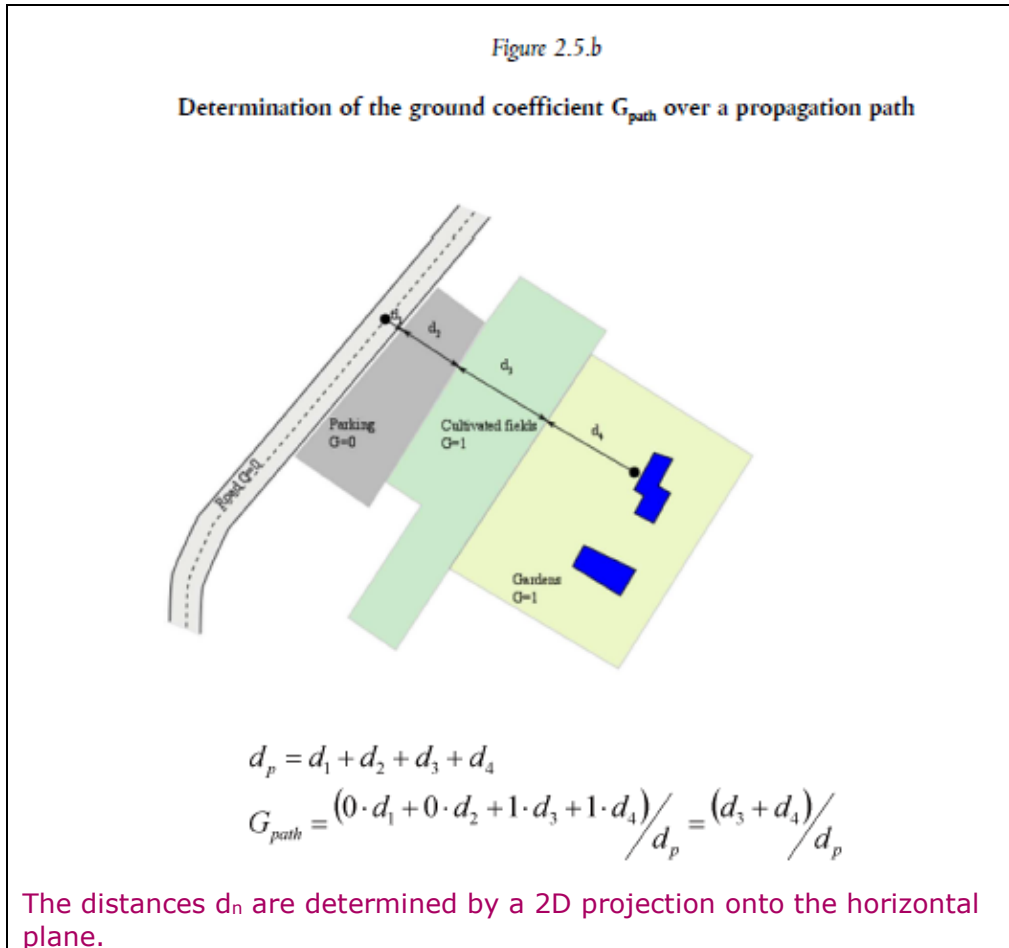 Figure 2.5.b
Determination of the ground coefficient Gpath over a propagation path
d1
d2
d3
Parking
G=0
Cultivated fields
G=1
d4
Road G=0
Gardens
G=1
dp = d1 + d2 + d3 + d4
Gpath = (0 · d1 + 0 · d2 + 1 · d3 + 1 · d4)/dp = (d3 + d4)/dp
The distances dn are determined by a 2D projection onto the horizontal
plane.